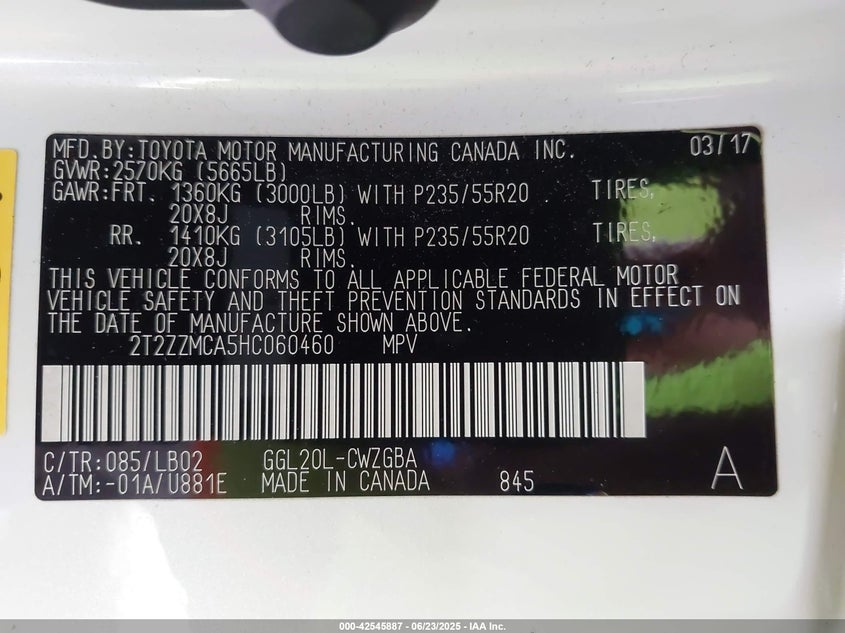 MFD.BY:TOYOTA MOTOR MANUFACTURING CANADA INC. 03/17
GVWR:2570KG (5665LB)
GAWR:FRT. 1360KG (3000LB) WITH P235/55R20 TIRES,
20X8J RIMS.
RR. 1410KG (3105LB) WITH P235/55R20 TIRES,
20X8J RIMS.
THIS VEHICLE CONFORMS TO ALL APPLICABLE FEDERAL MOTOR
VEHICLE SAFETY AND THEFT PREVENTION STANDARDS IN EFFECT ON
THE DATE OF MANUFACTURE SHOWN ABOVE.
2T2ZZMCA5HC060460 MPV
C/TR:085/LB02 GGL20L-CWZGBA
A/TM:-01A/U881E MADE IN CANADA 845 A
000-42545887 - 06/23/2025 - IAA Inc.